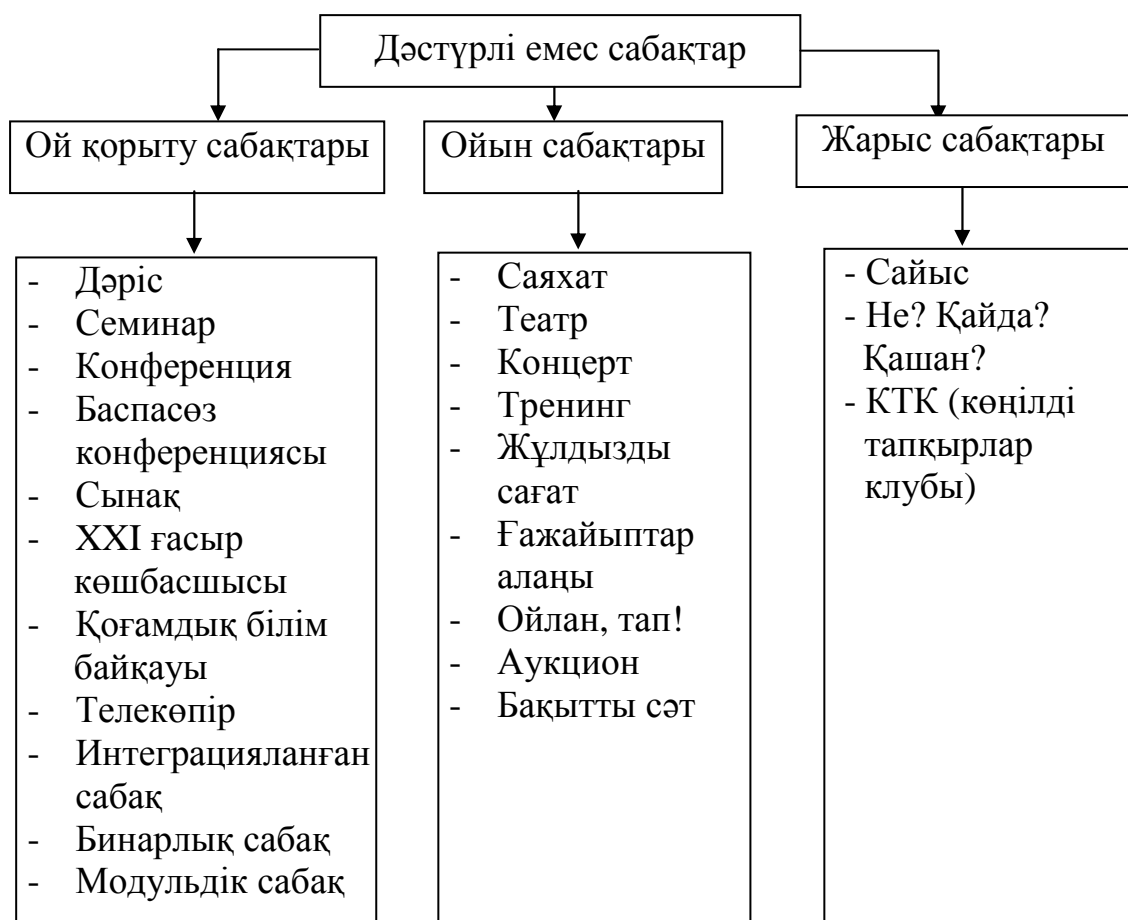 Дәстүрлі емес сабақтар
Ой қорыту сабақтары
Ойын сабақтары
Жарыс сабақтары
- Дәріс
- Семинар
- Конференция
- Баспасөз
конференциясы
- Сынақ
- XXI ғасыр
көшбасшысы
- Қоғамдық білім
байқауы
- Телекөпір
- Интеграцияланған
сабақ
- Бинарлық сабақ
- Модульдік сабақ
- Саяхат
- Театр
- Концерт
- Тренинг
- Жұлдызды
сағат
- Ғажайыптар
алаңы
- Ойлан, тап!
- Аукцион
- Бақытты сәт
- Сайыс
- Не? Қайда?
Қашан?
- КТК (көңілді
тапқырлар
клубы)